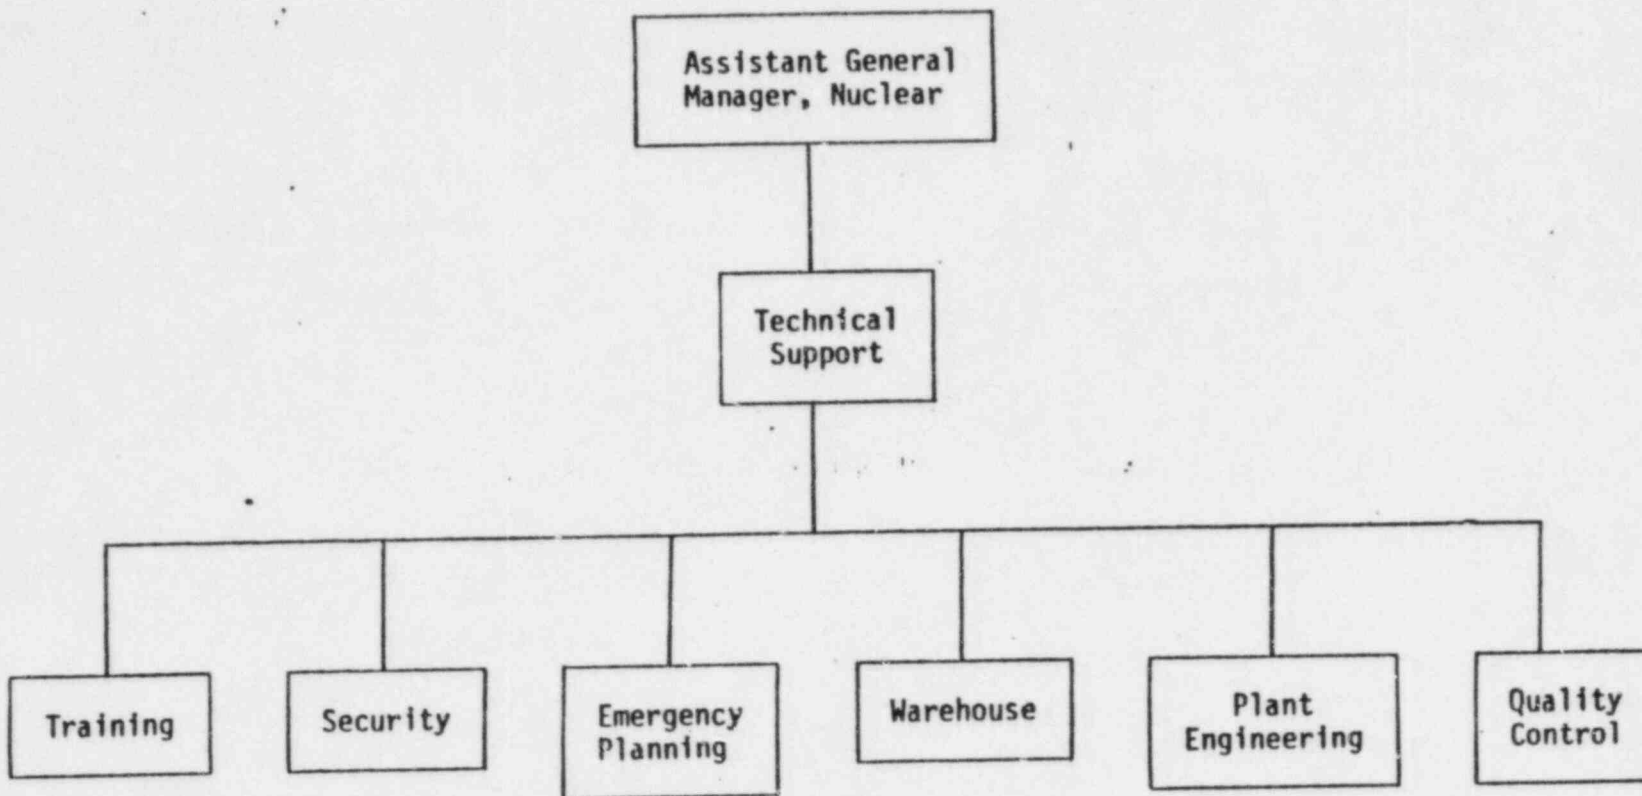 Assistant General
Manager, Nuclear
Technical
Support
Training
Security
Emergency
Planning
Warehouse
Plant
Engineering
Quality
Control